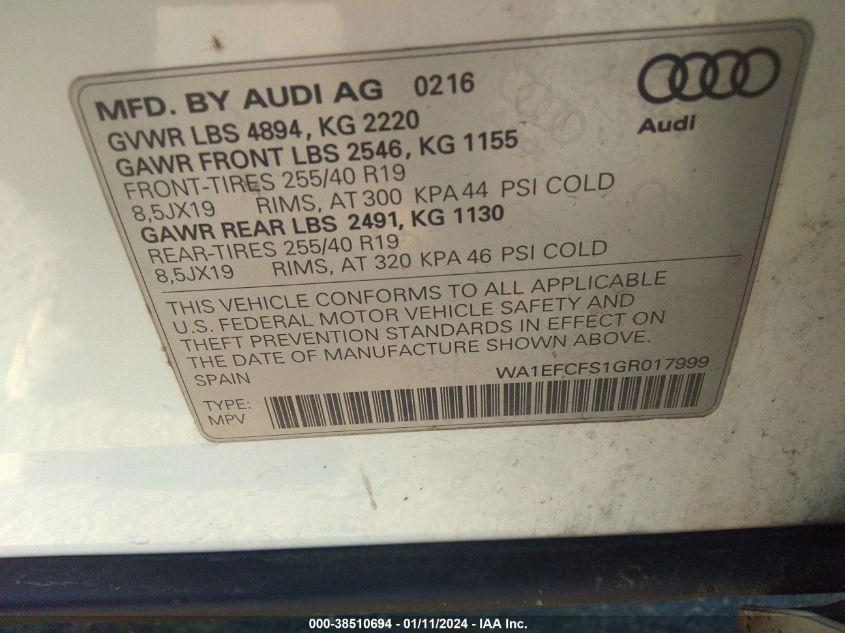 MFD. BY AUDI AG 0216
Audi
GVWR LBS 4894, KG 2220
GAWR FRONT LBS 2546, KG 1155
FRONT-TIRES 255/40 R19
8,5JX19 RIMS, AT 300 KPA 44 PSI COLD
GAWR REAR LBS 2491, KG 1130
REAR-TIRES 255/40 R19
8,5JX19 RIMS, AT 320 KPA 46 PSI COLD
THIS VEHICLE CONFORMS TO ALL APPLICABLE
U.S. FEDERAL MOTOR VEHICLE SAFETY AND
THEFT PREVENTION STANDARDS IN EFFECT ON
THE DATE OF MANUFACTURE SHOWN ABOVE.
SPAIN WA1EFCFS1GR017999
TYPE:
MPV
000-38510694 - 01/11/2024 - IAA Inc.